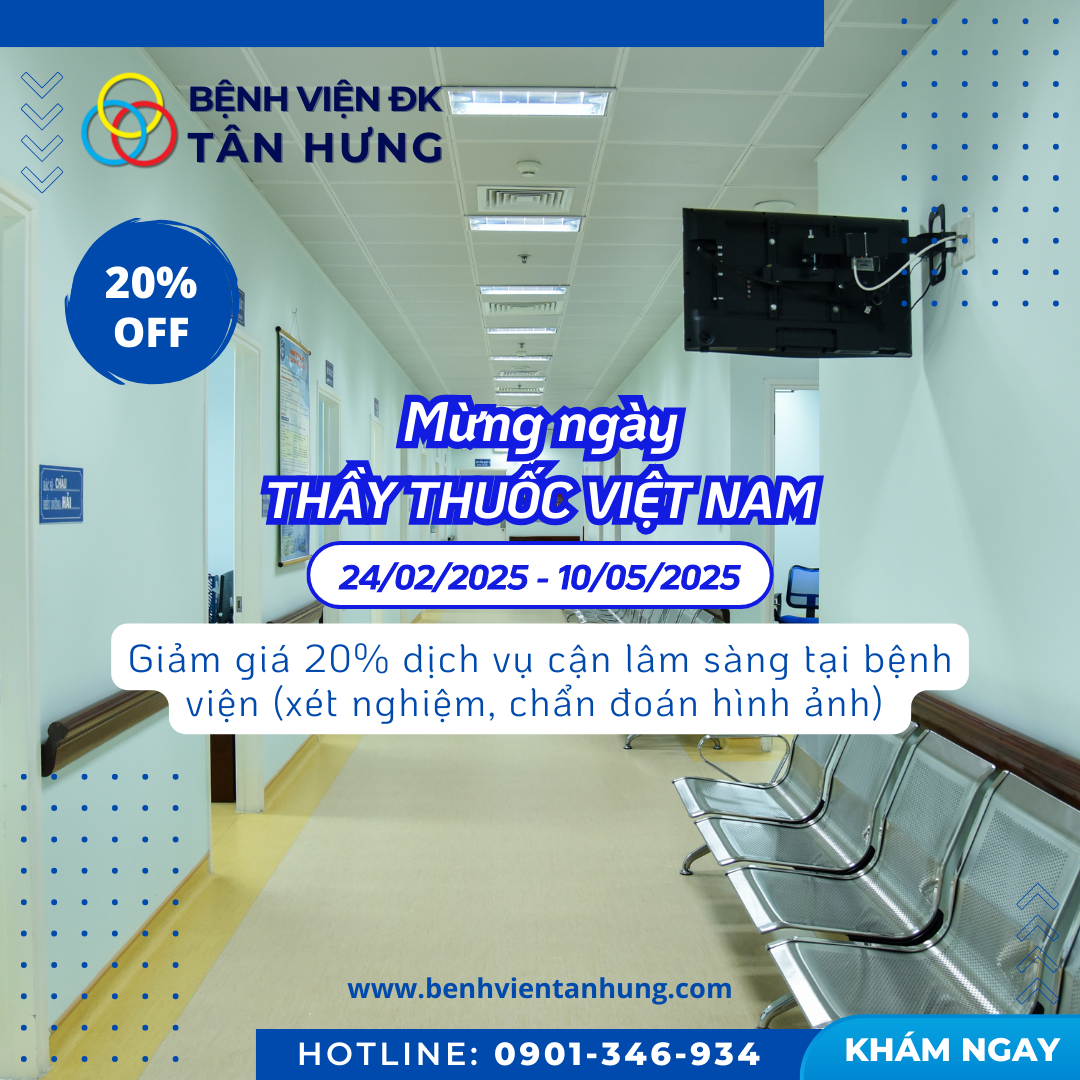 BỆNH VIỆN ĐK
TÂN HƯNG
20%
OFF
Mừng ngày
THẦY THUỐC VIỆT NAM
24/02/2025 - 10/05/2025
Giảm giá 20% dịch vụ cận lâm sàng tại bệnh
viện (xét nghiệm, chẩn đoán hình ảnh)
CHÂU
HẢI
www.benhvientanhung.com
HOTLINE: 0901-346-934
KHÁM NGAY